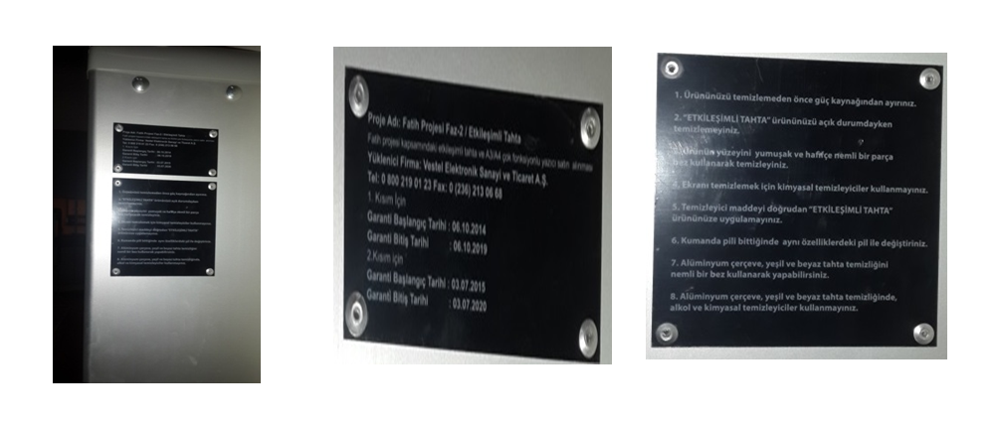 Proje Adı: Fatih Projesi Faz-2 / Etkileşimli Tahta
Fatih projesi kapsamındaki etkileşimli tahta ve A3/A4 çok fonksiyonlu yazıcı satın alınması
Yüklenici Firma: Vestel Elektronik Sanayi ve Ticaret A.Ş.
Tel: 0 800 219 01 23 Fax: 0 (236) 213 06 68
1. Kısım İçin
Garanti Başlangıç Tarihi : 06.10.2014
Garanti Bitiş Tarihi : 06.10.2019
2.Kısım İçin
Garanti Başlangıç Tarihi : 03.07.2015
Garanti Bitiş Tarihi : 03.07.2020
1. Ürününüzü temizlemeden önce güç kaynağından ayırınız.
2. "ETKİLEŞİMLİ TAHTA" ürününüzü açık durumdayken
temizlemeyiniz.
3. Ürünün yüzeyini yumuşak ve hafifçe nemli bir parça
bez kullanarak temizleyiniz.
4. Ekranı temizlemek için kimyasal temizleyiciler kullanmayınız.
5. Temizleyici maddeyi doğrudan "ETKİLEŞİMLİ TAHTA"
ürününüze uygulamayınız.
6. Kumanda pili bittiğinde aynı özelliklerdeki pil ile değiştiriniz.
7. Alüminyum çerçeve, yeşil ve beyaz tahta temizliğini
nemli bir bez kullanarak yapabilirsiniz.
8. Alüminyum çerçeve, yeşil ve beyaz tahta temizliğinde,
alkol ve kimyasal temizleyiciler kullanmayınız.